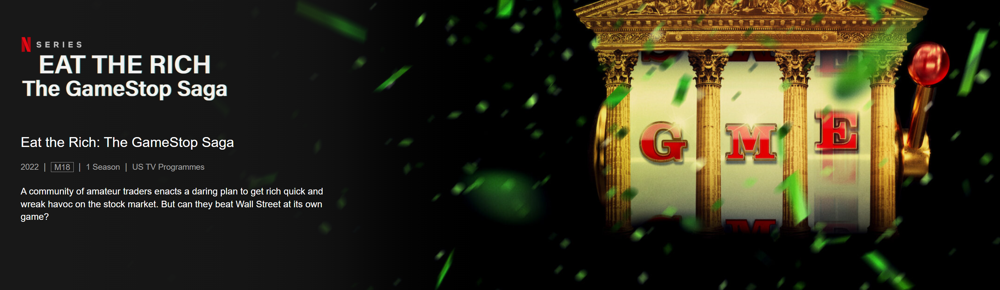 N SERIES
EAT THE RICH
The GameStop Saga
Eat the Rich: The GameStop Saga
2022 | M18 | 1 Season | US TV Programmes
A community of amateur traders enacts a daring plan to get rich quick and
wreak havoc on the stock market. But can they beat Wall Street at its own
game?
NEW YORK STOCK EXCHANGE
G M E
M